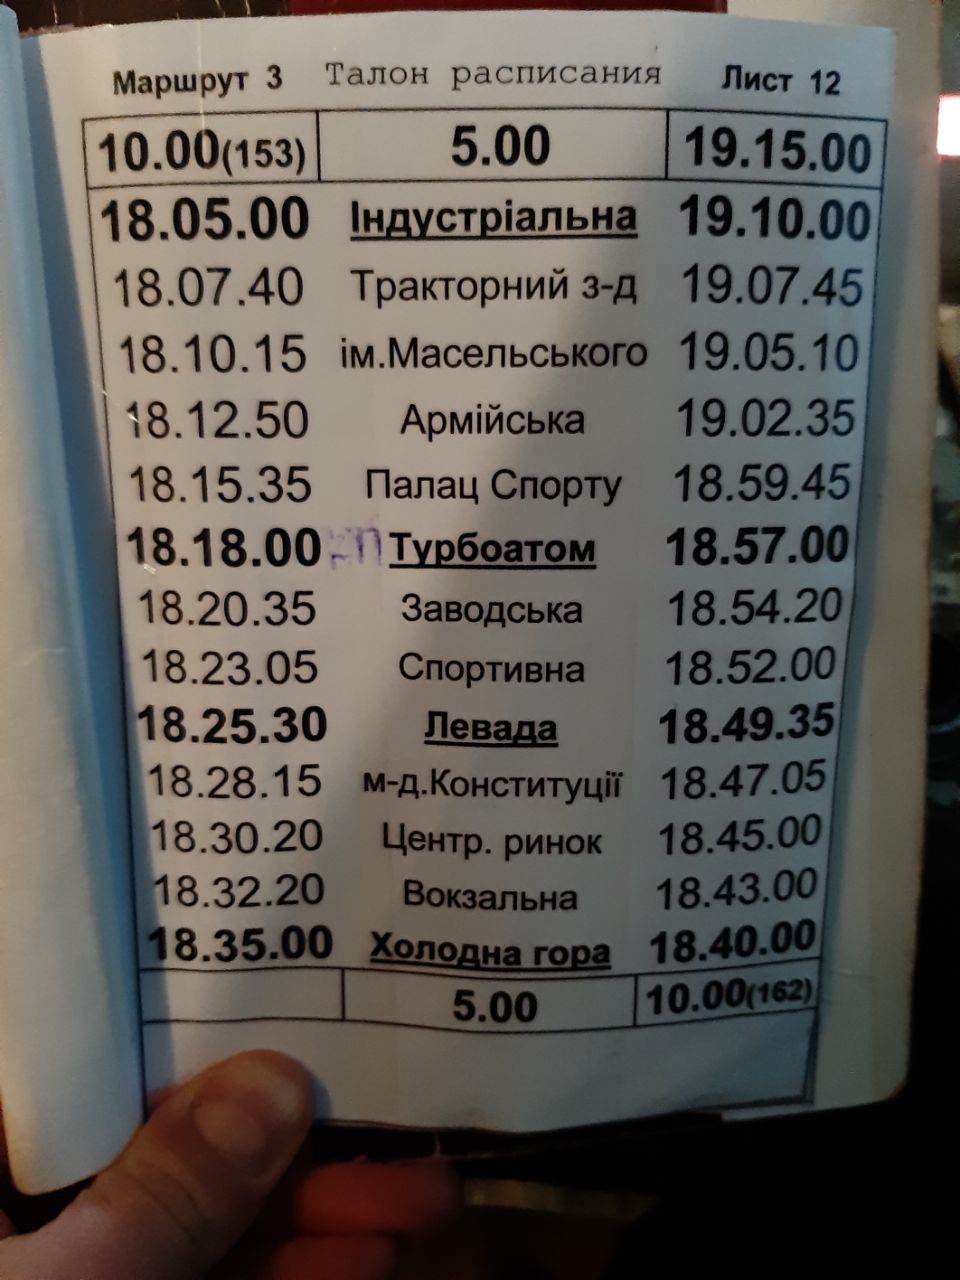 Маршрут 3 Талон расписания Лист 12
10.00(153) 5.00 19.15.00
18.05.00 Індустріальна 19.10.00
18.07.40 Тракторний з-д 19.07.45
18.10.15 ім.Масельського 19.05.10
18.12.50 Армійська 19.02.35
18.15.35 Палац Спорту 18.59.45
18.18.00 КП Турбоатом 18.57.00
18.20.35 Заводська 18.54.20
18.23.05 Спортивна 18.52.00
18.25.30 Левада 18.49.35
18.28.15 м-д.Конституції 18.47.05
18.30.20 Центр. ринок 18.45.00
18.32.20 Вокзальна 18.43.00
18.35.00 Холодна гора 18.40.00
5.00 10.00(162)